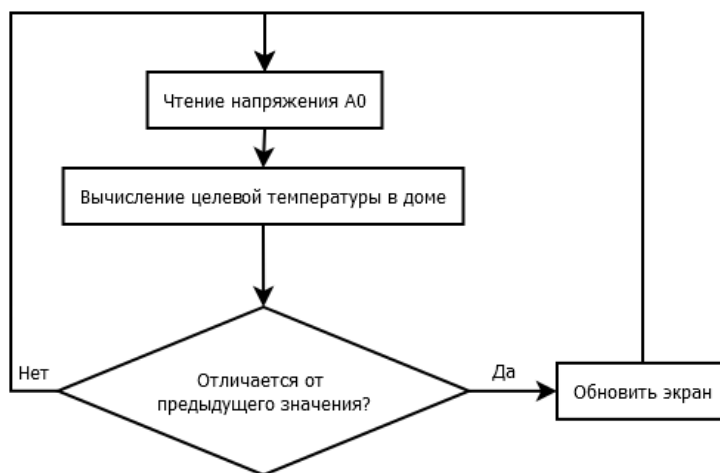 Чтение напряжения A0
Вычисление целевой температуры в доме
Нет
Отличается от
предыдущего значения?
Да
Обновить экран